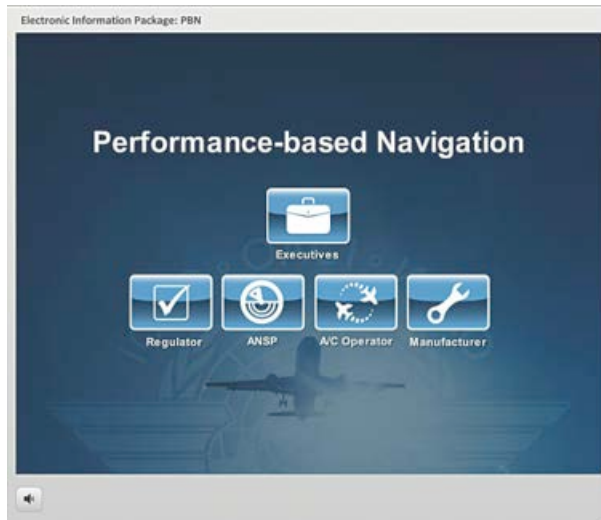 Electronic Information Package: PBN
Performance-based Navigation
Executives
Regulator ANSP A/C Operator Manufacturer